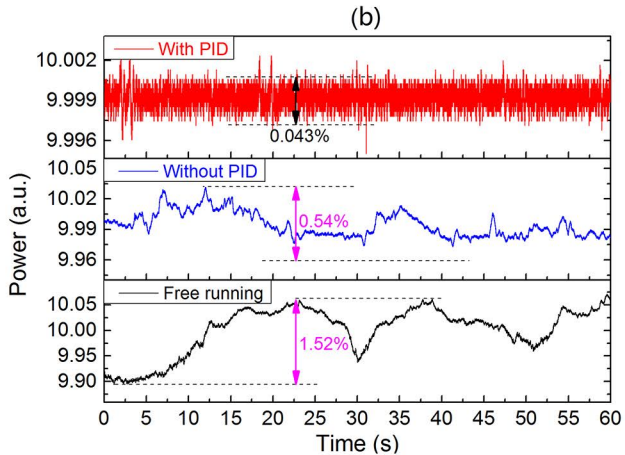 (b)
With PID
10.002
9.999
9.996
0.043%
Without PID
10.05
10.02
9.99
9.96
0.54%
Free running
10.05
10.00
9.95
9.90
1.52%
Power (a.u.)
0 5 10 15 20 25 30 35 40 45 50 55 60
Time (s)